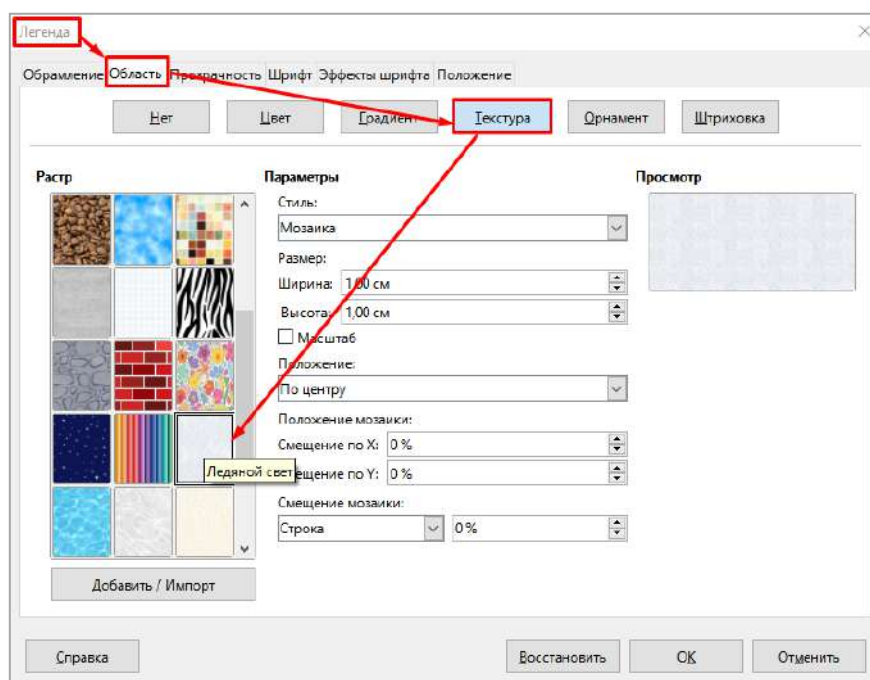 Легенда
Обрамление Область Прозрачность Шрифт Эффекты шрифта Положение
Нет Цвет Градиент Текстура Орнамент Штриховка
Растр Параметры Просмотр
Стиль:
Мозаика
Размер:
Ширина: 1,00 см
Высота: 1,00 см
Масштаб
Положение:
По центру
Положение мозаики:
Смещение по X: 0 %
Смещение по Y: 0 %
Ледяной свет
Смещение мозаики:
Строка 0%
Добавить / Импорт
Справка Восстановить OK Отменить